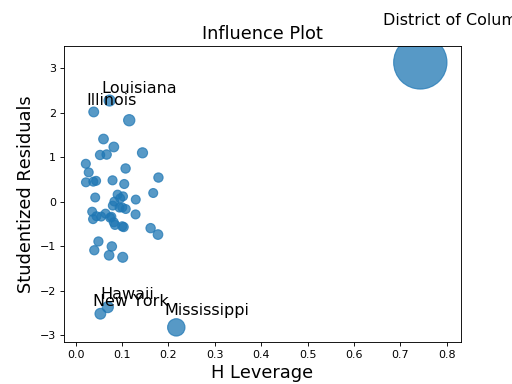 District of Colum
Influence Plot
Louisiana
Illinois
Hawaii
New York
Mississippi
Studentized Residuals
3
2
1
0
−1
−2
−3
0.0 0.1 0.2 0.3 0.4 0.5 0.6 0.7 0.8
H Leverage